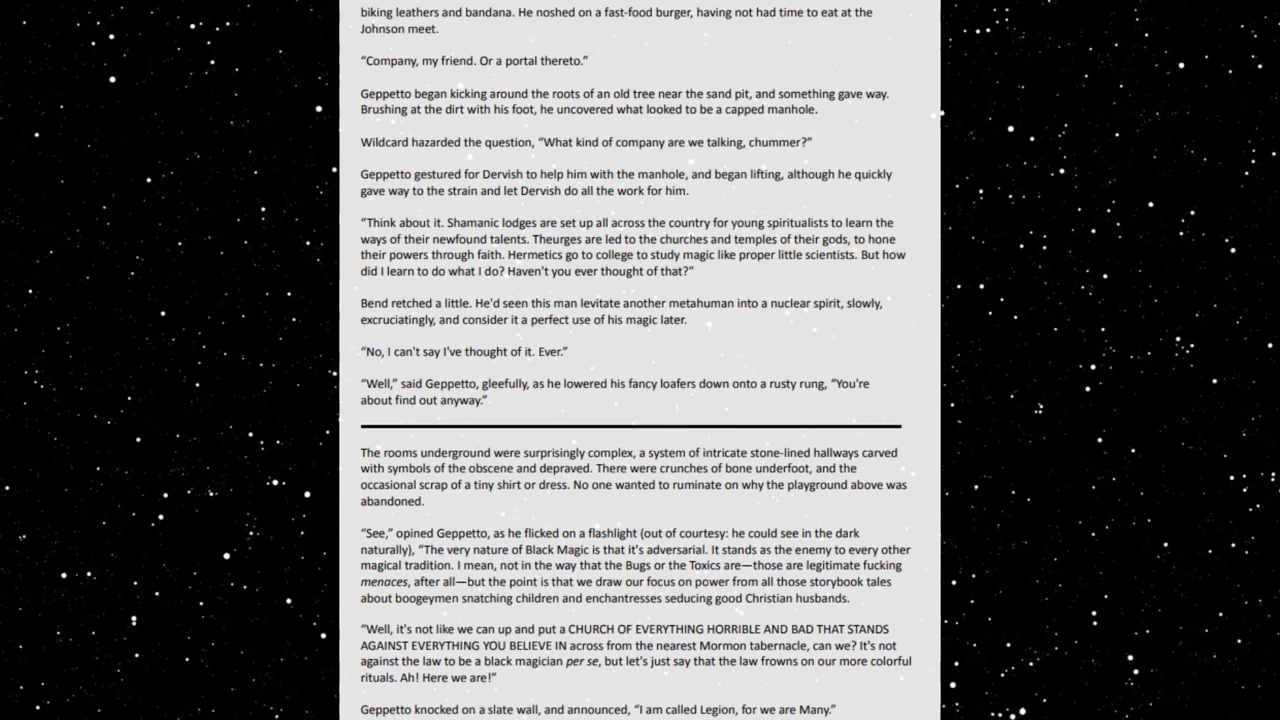 biking leathers and bandana. He noshed on a fast-food burger, having not had time to eat at the
Johnson meet.
“Company, my friend. Or a portal thereto.”
Geppetto began kicking around the roots of an old tree near the sand pit, and something gave way.
Brushing at the dirt with his foot, he uncovered what looked to be a capped manhole.
Wildcard hazarded the question, “What kind of company are we talking, chummer?”
Geppetto gestured for Dervish to help him with the manhole, and began lifting, although he quickly
gave way to the strain and let Dervish do all the work for him.
“Think about it. Shamanic lodges are set up all across the country for young spiritualists to learn the
ways of their newfound talents. Theurges are led to the churches and temples of their gods, to hone
their powers through faith. Hermetics go to college to study magic like proper little scientists. But how
did I learn to do what I do? Haven't you ever thought of that?”
Bend retched a little. He'd seen this man levitate another metahuman into a nuclear spirit, slowly,
excruciatingly, and consider it a perfect use of his magic later.
“No, I can't say I've thought of it. Ever.”
“Well,” said Geppetto, gleefully, as he lowered his fancy loafers down onto a rusty rung, “You're
about find out anyway.”
The rooms underground were surprisingly complex, a system of intricate stone-lined hallways carved
with symbols of the obscene and depraved. There were crunches of bone underfoot, and the
occasional scrap of a tiny shirt or dress. No one wanted to ruminate on why the playground above was
abandoned.
“See,” opined Geppetto, as he flicked on a flashlight (out of courtesy: he could see in the dark
naturally), “The very nature of Black Magic is that it's adversarial. It stands as the enemy to every other
magical tradition. I mean, not in the way that the Bugs or the Toxics are—those are legitimate fucking
menaces, after all—but the point is that we draw our focus on power from all those storybook tales
about boogeymen snatching children and enchantresses seducing good Christian husbands.
“Well, it's not like we can up and put a CHURCH OF EVERYTHING HORRIBLE AND BAD THAT STANDS
AGAINST EVERYTHING YOU BELIEVE IN across from the nearest Mormon tabernacle, can we? It's not
against the law to be a black magician per se, but let's just say that the law frowns on our more colorful
rituals. Ah! Here we are!”
Geppetto knocked on a slate wall, and announced, “I am called Legion, for we are Many.”